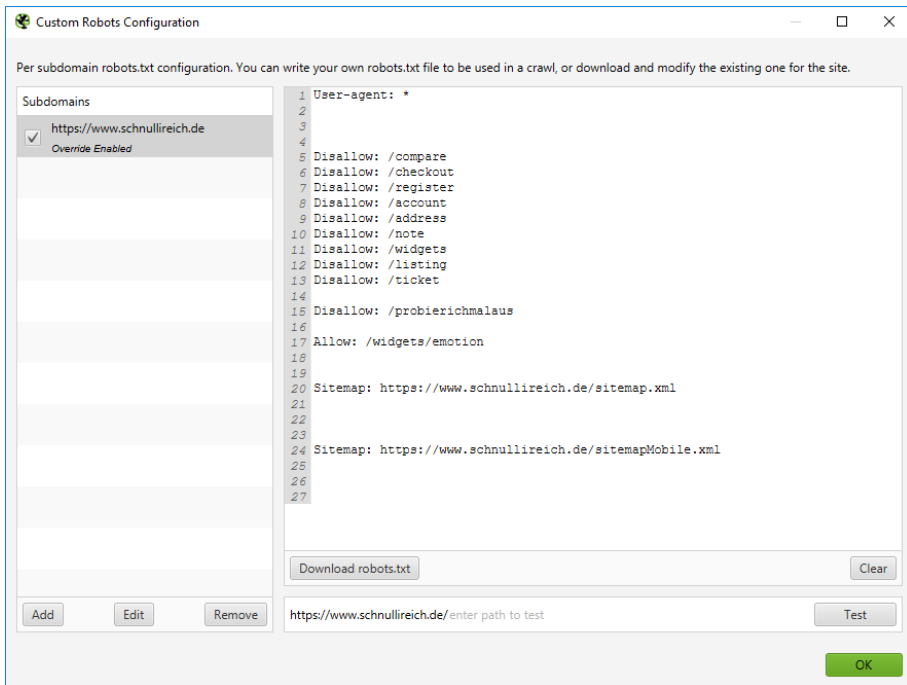 Custom Robots Configuration
Per subdomain robots.txt configuration. You can write your own robots.txt file to be used in a crawl, or download and modify the existing one for the site.
Subdomains
https://www.schnullireich.de
Override Enabled
1 User-agent: *
2
3
4
5 Disallow: /compare
6 Disallow: /checkout
7 Disallow: /register
8 Disallow: /account
9 Disallow: /address
10 Disallow: /note
11 Disallow: /widgets
12 Disallow: /listing
13 Disallow: /ticket
14
15 Disallow: /probierichmalaus
16
17 Allow: /widgets/emotion
18
19
20 Sitemap: https://www.schnullireich.de/sitemap.xml
21
22
23
24 Sitemap: https://www.schnullireich.de/sitemapMobile.xml
25
26
27
Download robots.txt Clear
Add Edit Remove
https://www.schnullireich.de/enter path to test Test
OK